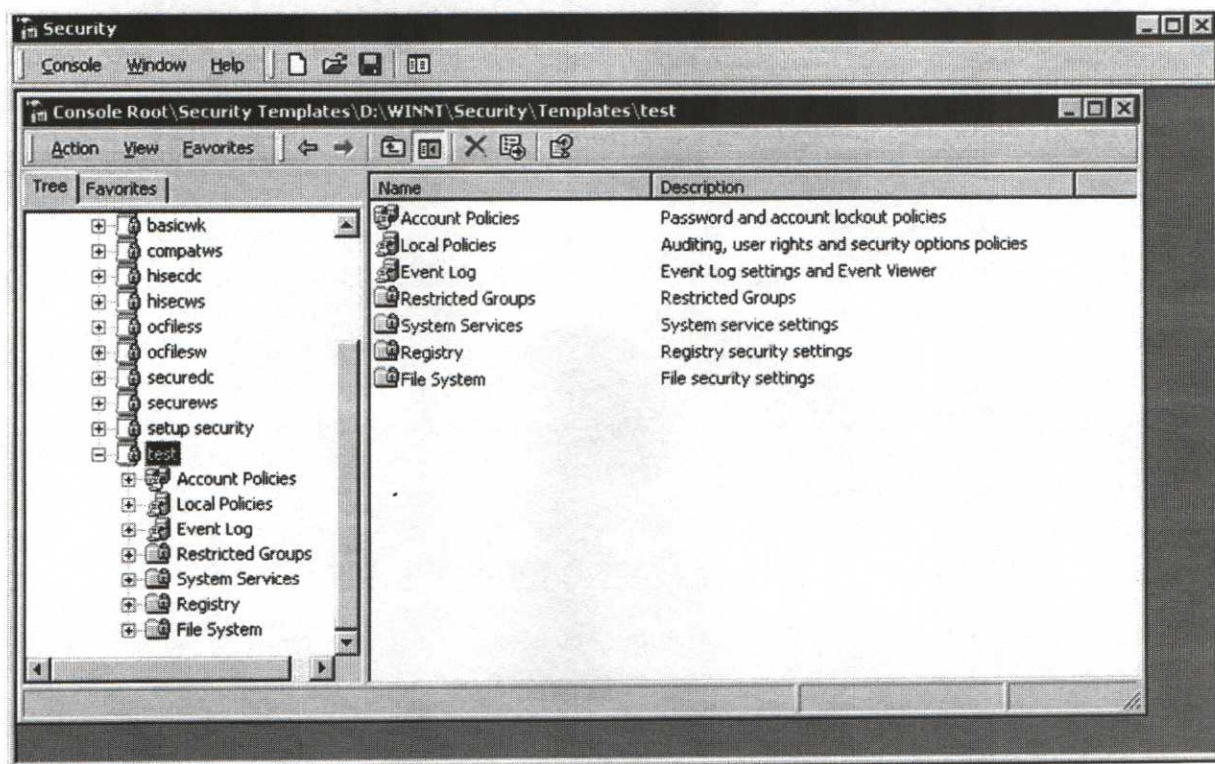 Security
Console Window Help
Console Root\Security Templates\D:\WINNT\Security\Templates\test
Action View Favorites
Tree Favorites
basicwk
compatws
hisecdc
hisecws
ocfiless
ocfilesw
securedc
securews
setup security
test
Account Policies
Local Policies
Event Log
Restricted Groups
System Services
Registry
File System
Name Description
Account Policies Password and account lockout policies
Local Policies Auditing, user rights and security options policies
Event Log Event Log settings and Event Viewer
Restricted Groups Restricted Groups
System Services System service settings
Registry Registry security settings
File System File security settings